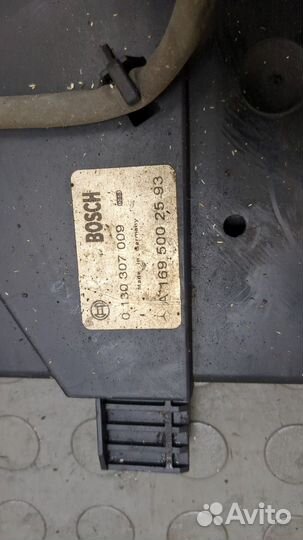 BOSCH
0 130 307 009
Made in Germany
A 169 500 25 93
Avito